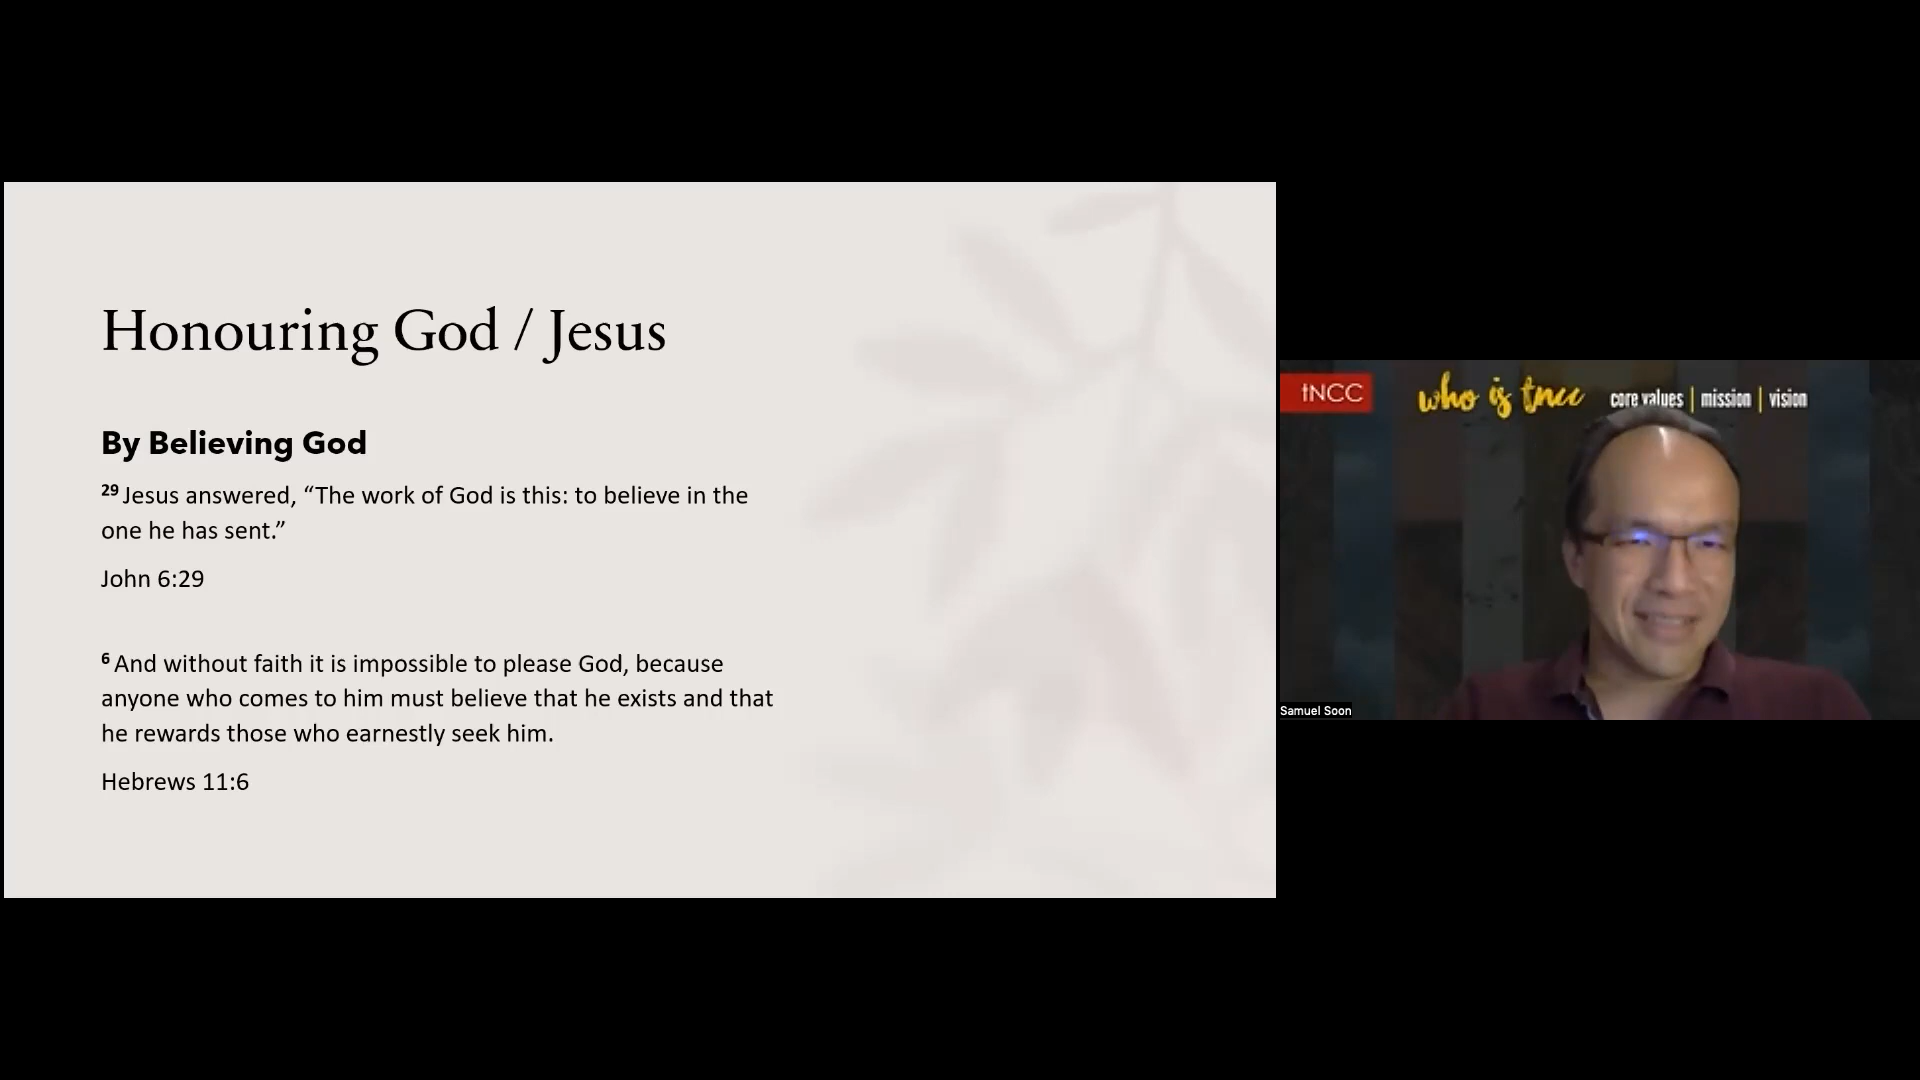 Honouring God / Jesus
By Believing God
29 Jesus answered, “The work of God is this: to believe in the
one he has sent.”
John 6:29
6 And without faith it is impossible to please God, because
anyone who comes to him must believe that he exists and that
he rewards those who earnestly seek him.
Hebrews 11:6
tNCC
who is tncc
core values | mission | vision
Samuel Soon